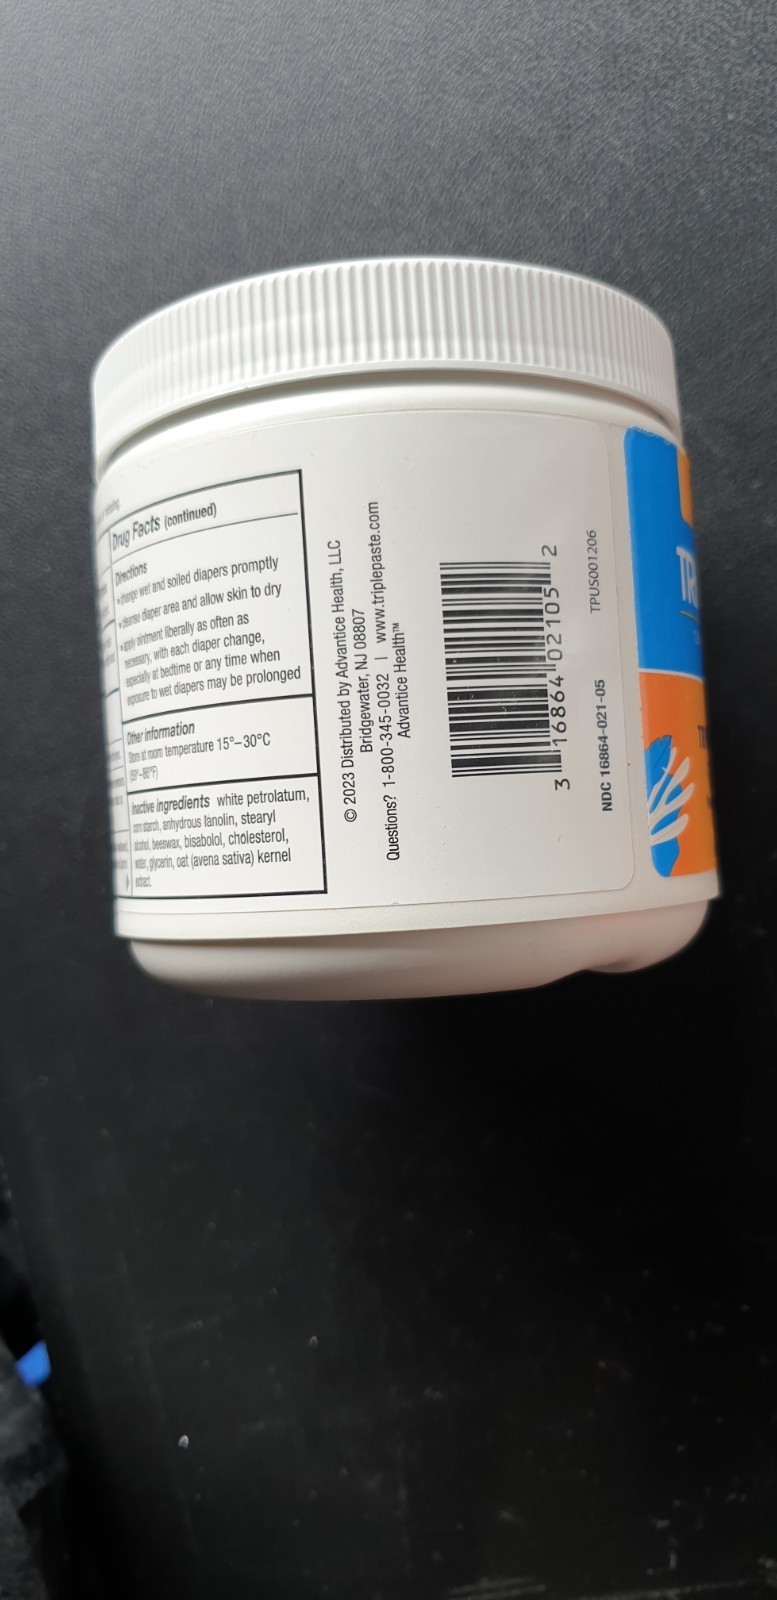 Drug Facts (continued)
Directions
• change wet and soiled diapers promptly
• cleanse diaper area and allow skin to dry
• apply ointment liberally as often as
necessary, with each diaper change,
especially at bedtime or any time when
exposure to wet diapers may be prolonged
Other information
Store at room temperature 15°–30°C
(59°–86°F)
Inactive ingredients white petrolatum,
corn starch, anhydrous lanolin, stearyl
alcohol, beeswax, bisabolol, cholesterol,
water, glycerin, oat (avena sativa) kernel
extract.
© 2023 Distributed by Advantice Health, LLC
Bridgewater, NJ 08807
Questions? 1-800-345-0032 | www.triplepaste.com
Advantice Health™
3 16864 02105 2
NDC 16864-021-05
TPUS001206